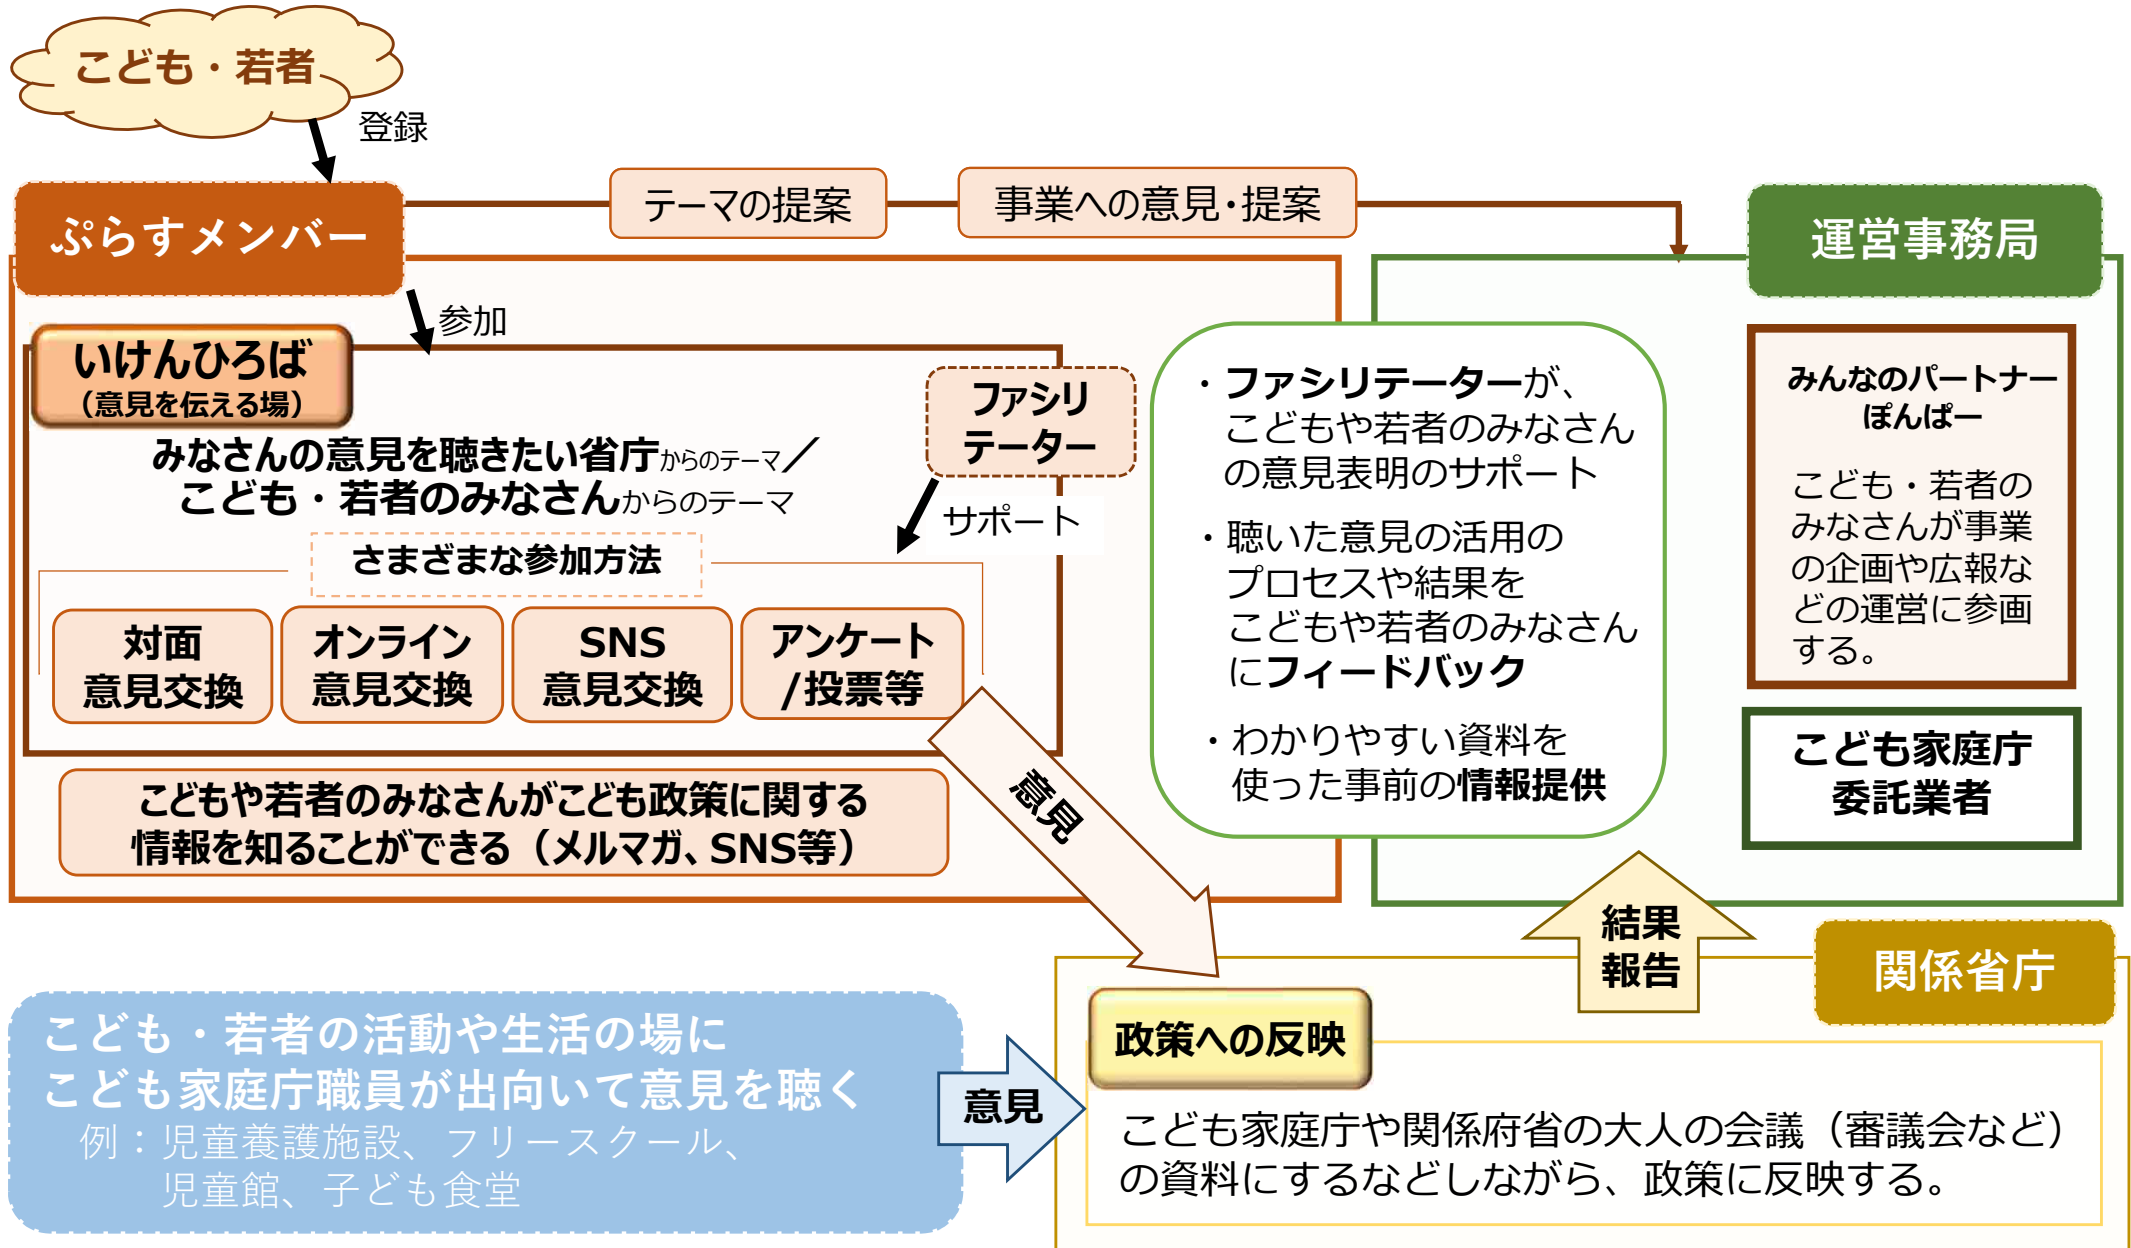 こども・若者
登録
ぷらすメンバー
テーマの提案
事業への意見・提案
運営事務局
参加
いけんひろば
（意見を伝える場）
ファシリ
テーター
みなさんの意見を聴きたい省庁からのテーマ／
こども・若者のみなさんからのテーマ
サポート
さまざまな参加方法
対面
意見交換
オンライン
意見交換
SNS
意見交換
アンケート
/投票等
こどもや若者のみなさんがこども政策に関する
情報を知ることができる（メルマガ、SNS等）
意見
・ファシリテーターが、
こどもや若者のみなさん
の意見表明のサポート
・聴いた意見の活用の
プロセスや結果を
こどもや若者のみなさん
にフィードバック
・わかりやすい資料を
使った事前の情報提供
みんなのパートナー
ぽんぱー
こども・若者の
みなさんが事業
の企画や広報な
どの運営に参画
する。
こども家庭庁
委託業者
結果
報告
関係省庁
こども・若者の活動や生活の場に
こども家庭庁職員が出向いて意見を聴く
例：児童養護施設、フリースクール、
児童館、子ども食堂
意見
政策への反映
こども家庭庁や関係府省の大人の会議（審議会など）
の資料にするなどしながら、政策に反映する。